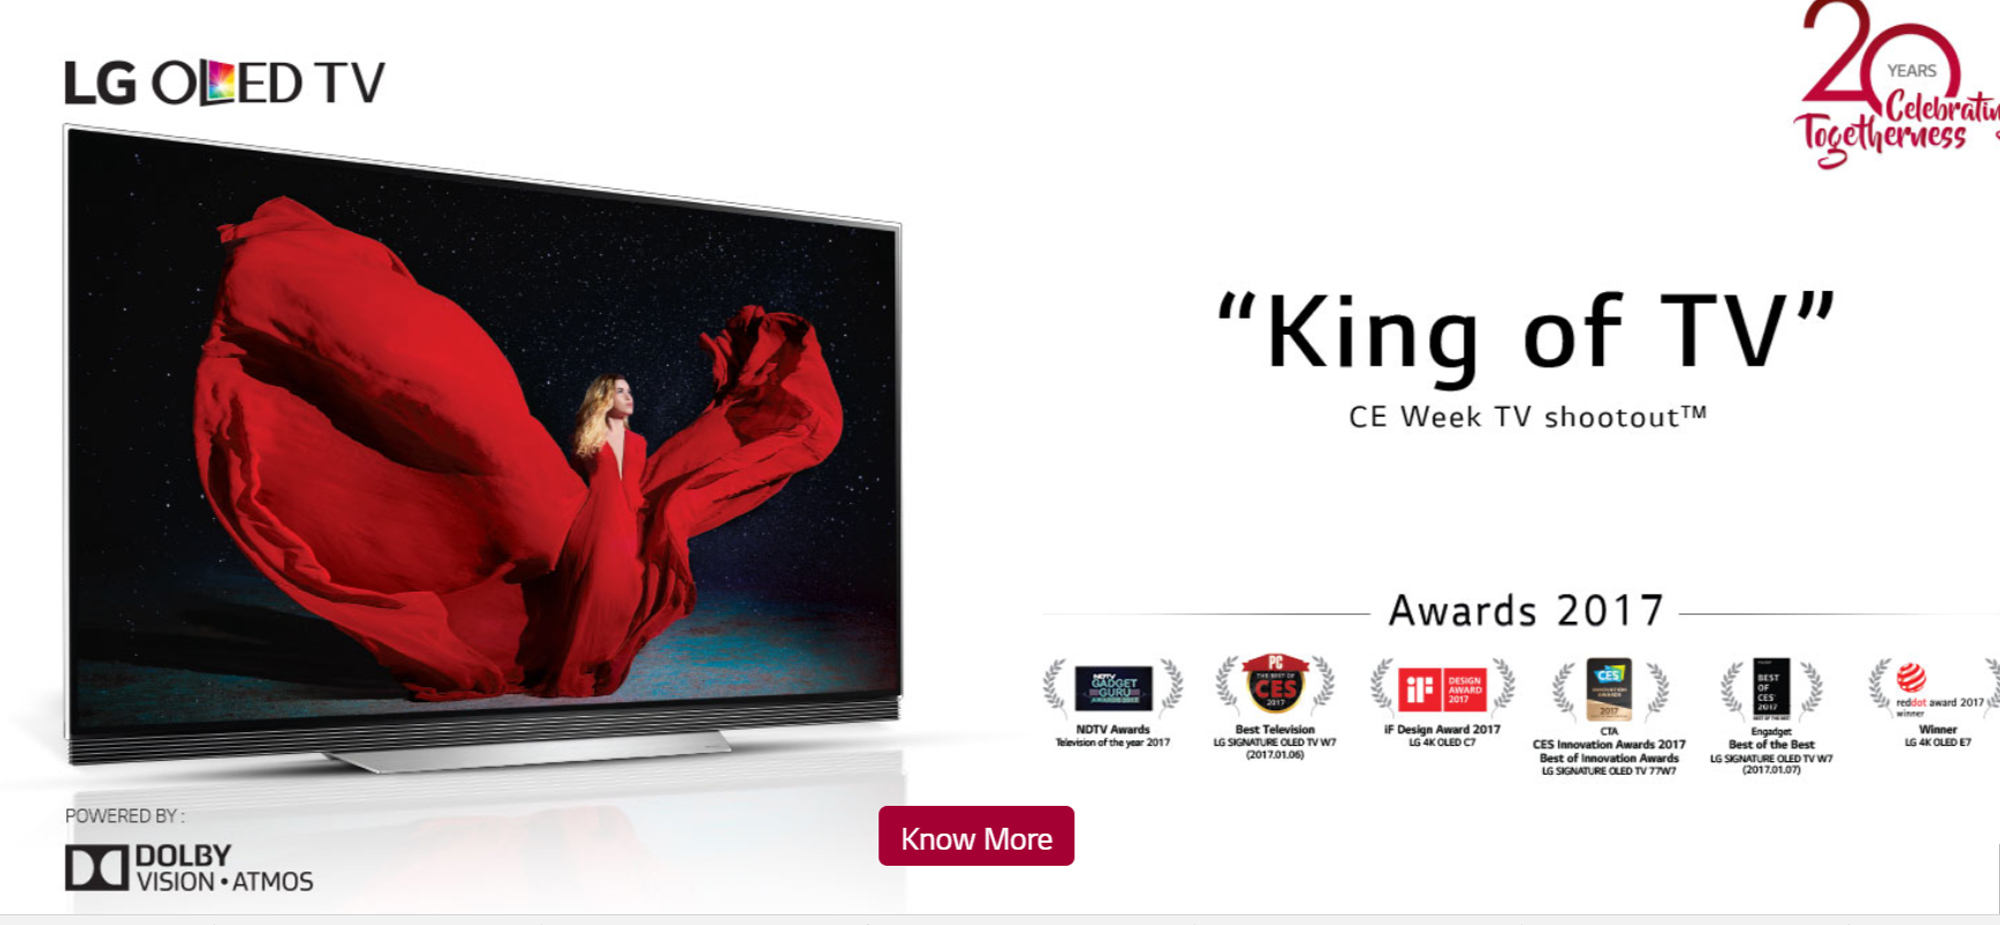 LG OLED TV
20
YEARS
Celebratin
Togetherness
“King of TV”
CE Week TV shootout™
Awards 2017
NDTV
GADGET
GURU
AWARDS 2017
NDTV Awards
Television of the year 2017
PC
THE BEST OF
CES
2017
Best Television
LG SIGNATURE OLED TV W7
(2017.01.06)
iF
DESIGN
AWARD
2017
iF Design Award 2017
LG 4K OLED C7
CES
INNOVATION
AWARDS
2017
CTA
CES Innovation Awards 2017
Best of Innovation Awards
LG SIGNATURE OLED TV 77W7
BEST
OF
CES
2017
BEST OF THE BEST
Engadget
Best of the Best
LG SIGNATURE OLED TV W7
(2017.01.07)
reddot award 2017
winner
Winner
LG 4K OLED E7
POWERED BY :
DOLBY
VISION • ATMOS
Know More